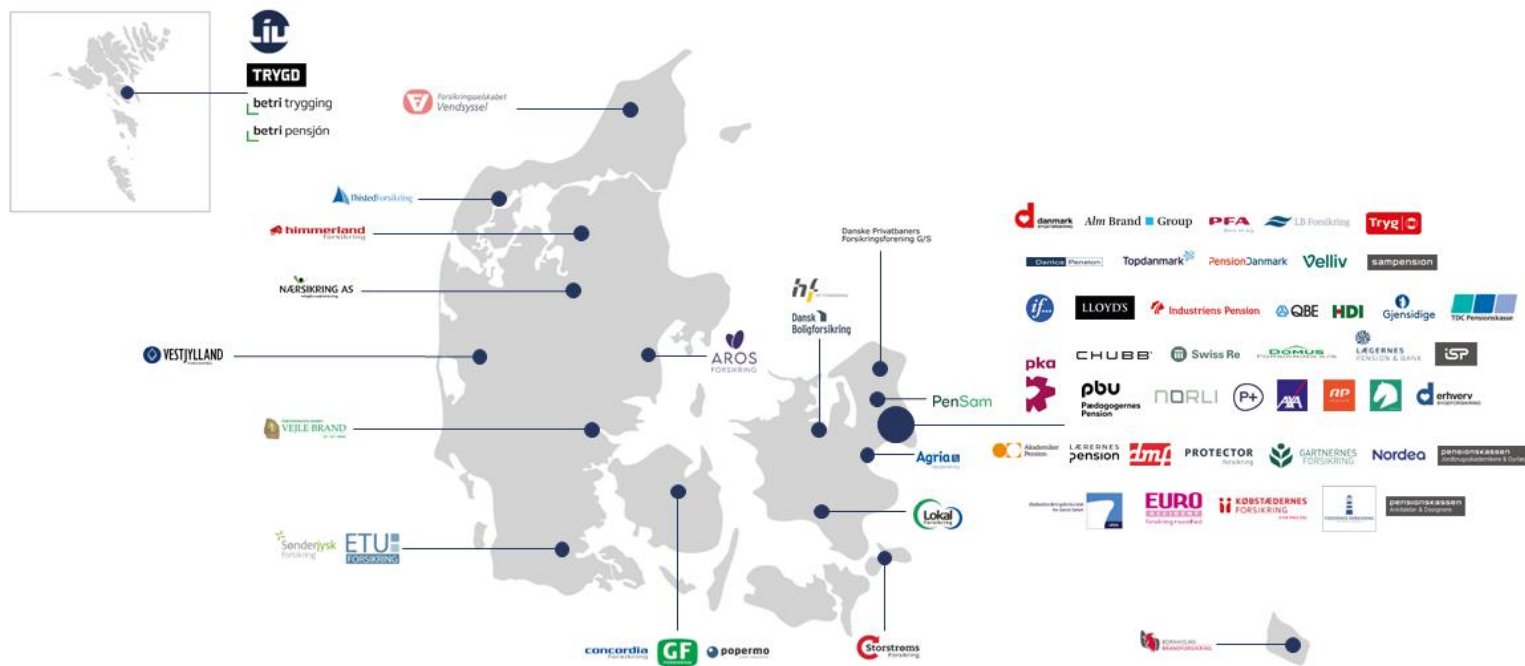 LÍV
TRYGD
betri trygging
betri pensjón
Forsikringsselskabet
Vendsyssel
Thistedforsikring
himmerland
forsikring
NÆRSIKRING AS
VESTJYLLAND
FORSIKRING
VEJLE BRAND
Sønderjysk
forsikring
ETU
FORSIKRING
AROS
FORSIKRING
concordia
forsikring
GF
FORSIKRING
popermo
hf
Dansk
Boligforsikring
Danske Privatbaners
Forsikringsforening G/S
PenSam
Agria
Lokal
Forsikring
Storstrøms
Forsikring
BORNHOLMS
BRANDFORSIKRING
danmark
Alm Brand Group
PFA
LB Forsikring
Tryg
Danica Pension
Topdanmark
PensionDanmark
Velliv
sampension
if...
LLOYD'S
Industriens Pension
QBE
HDI
Gjensidige
TDC Pensionskasse
pka
CHUBB
Swiss Re
DOMUS
LÆGERNES
PENSION & BANK
iSP
pbu
Pædagogernes
Pension
NORLI
P+
AXA
AP
PENSION
erhverv
Akademiker
Pension
LÆRERNES
pension
dmf
PROTECTOR
forsikring
GARTNERNES
FORSIKRING
Nordea
pensionskassen
EURO
ACCIDENT
KØBSTÆDERNES
FORSIKRING
pensionskassen
Arkitekter & Designere